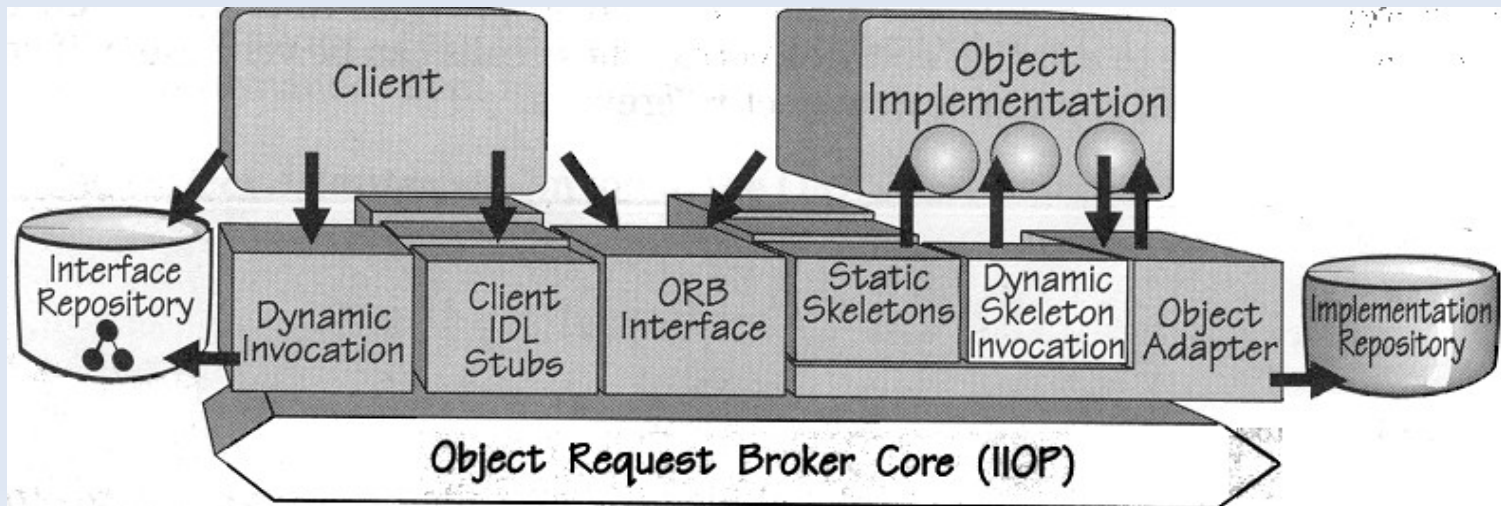 Client
Object
Implementation
Interface
Repository
Dynamic
Invocation
Client
IDL
Stubs
ORB
Interface
Static
Skeletons
Dynamic
Skeleton
Invocation
Object
Adapter
Implementation
Repository
Object Request Broker Core (IIOP)